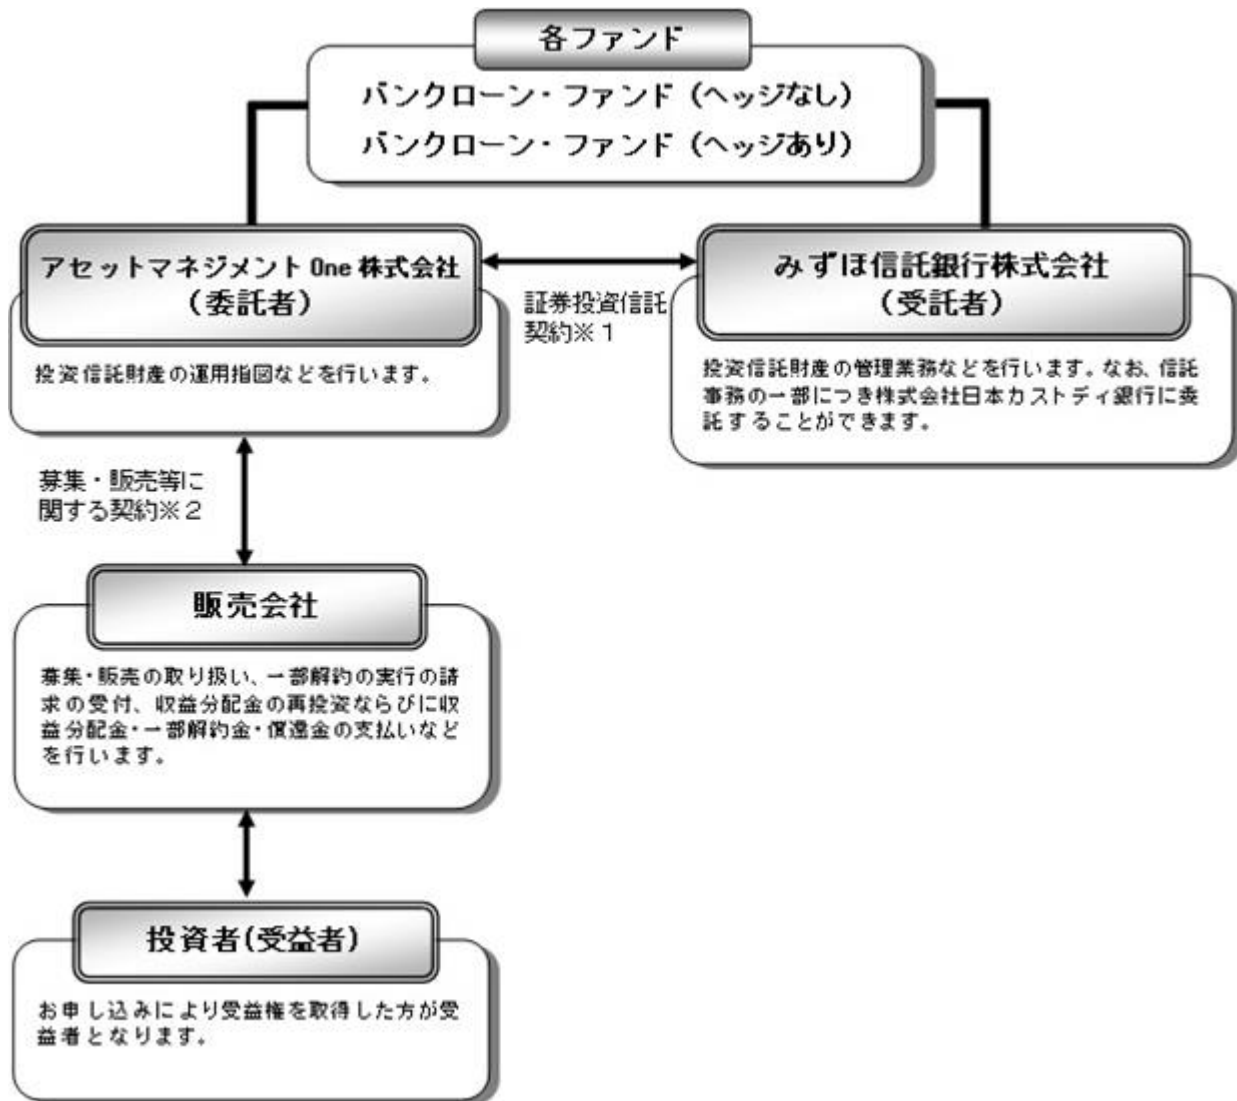 各ファンド
バンクローン・ファンド（ヘッジなし）
バンクローン・ファンド（ヘッジあり）
アセットマネジメントOne株式会社
（委託者）
投資信託財産の運用指図などを行います。
証券投資信託
契約※１
みずほ信託銀行株式会社
（受託者）
投資信託財産の管理業務などを行います。なお、信託
事務の一部につき株式会社日本カストディ銀行に委
託することができます。
募集・販売等に
関する契約※２
販売会社
募集・販売の取り扱い、一部解約の実行の請
求の受付、収益分配金の再投資ならびに収
益分配金・一部解約金・償還金の支払いなど
を行います。
投資者(受益者)
お申し込みにより受益権を取得した方が受
益者となります。